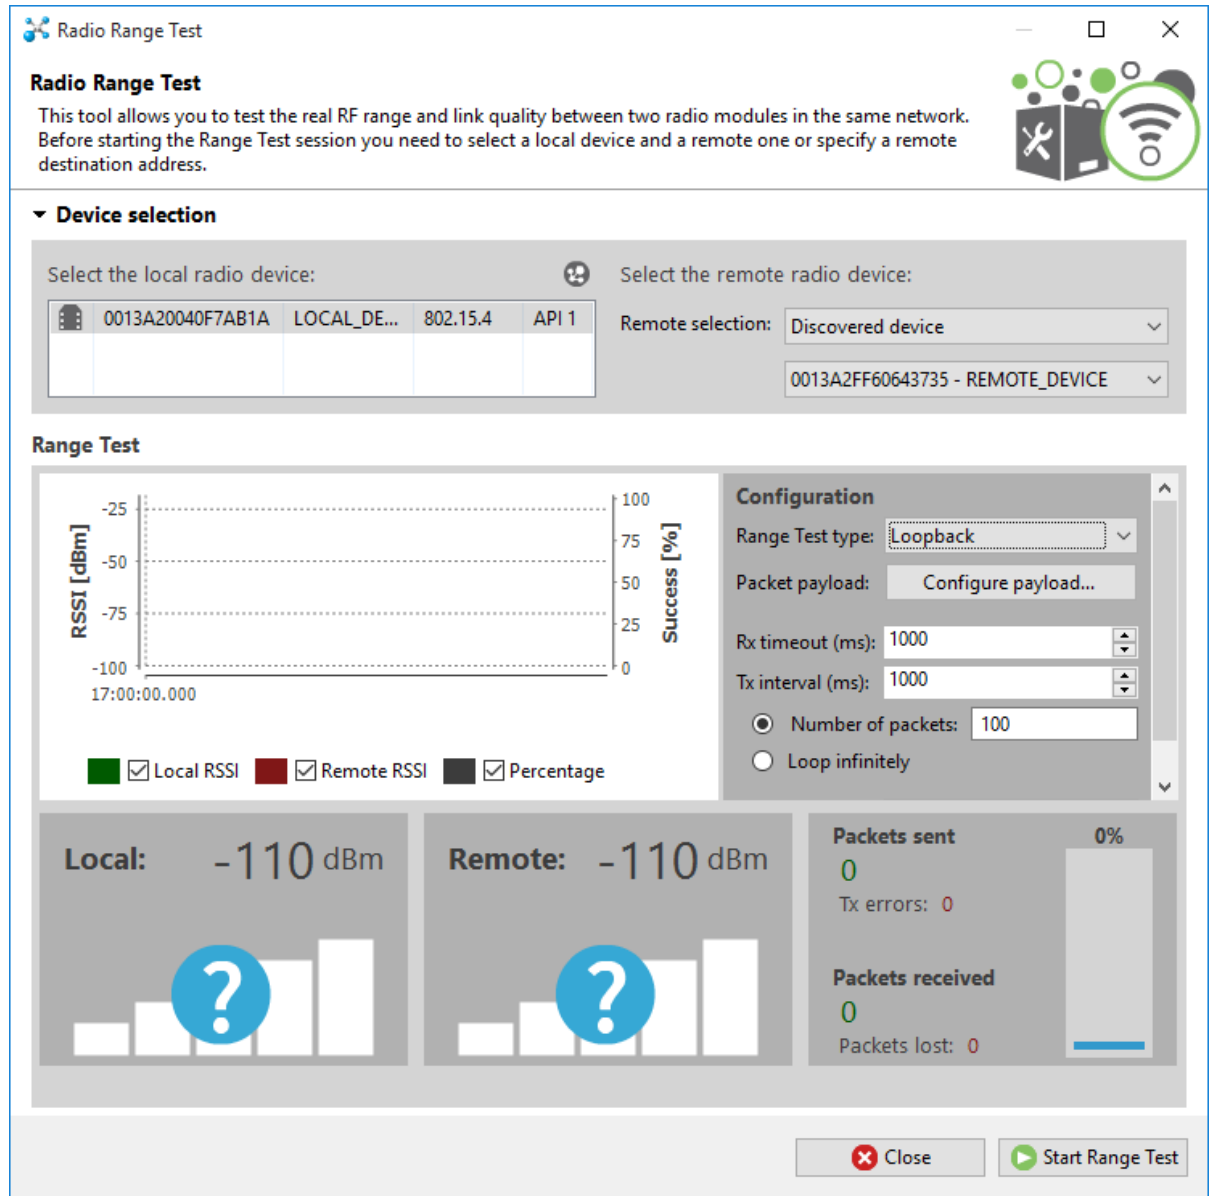 Radio Range Test
Radio Range Test
This tool allows you to test the real RF range and link quality between two radio modules in the same network.
Before starting the Range Test session you need to select a local device and a remote one or specify a remote
destination address.
Device selection
Select the local radio device:
0013A20040F7AB1A LOCAL_DE... 802.15.4 API 1
Select the remote radio device:
Remote selection: Discovered device
0013A2FF60643735 - REMOTE_DEVICE
Range Test
RSSI [dBm]
-25
-50
-75
-100
17:00:00.000
100
75
50
25
0
Success [%]
Local RSSI Remote RSSI Percentage
Configuration
Range Test type: Loopback
Packet payload: Configure payload...
Rx timeout (ms): 1000
Tx interval (ms): 1000
Number of packets: 100
Loop infinitely
Local: -110 dBm
Remote: -110 dBm
Packets sent
0
Tx errors: 0
Packets received
0
Packets lost: 0
0%
Close
Start Range Test